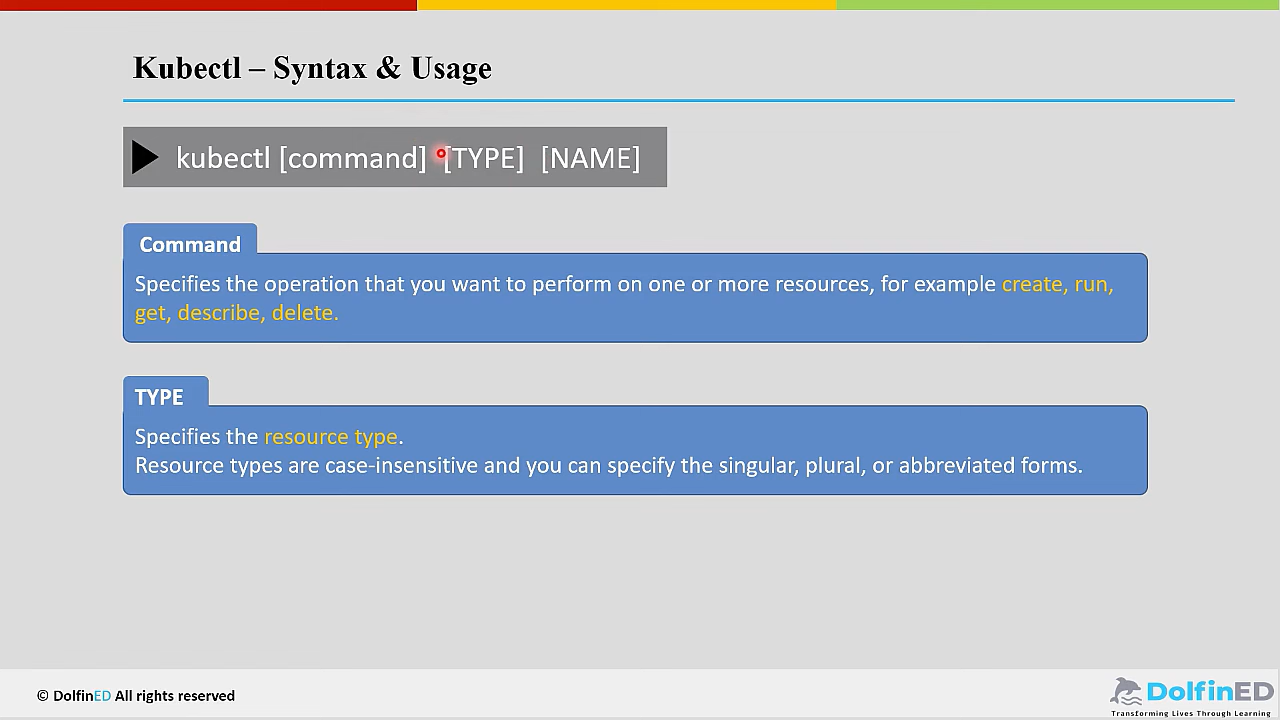 Kubectl – Syntax & Usage
kubectl [command] [TYPE] [NAME]
Command
Specifies the operation that you want to perform on one or more resources, for example create, run,
get, describe, delete.
TYPE
Specifies the resource type.
Resource types are case-insensitive and you can specify the singular, plural, or abbreviated forms.
© DolfinED All rights reserved
DolfinED
Transforming Lives Through Learning